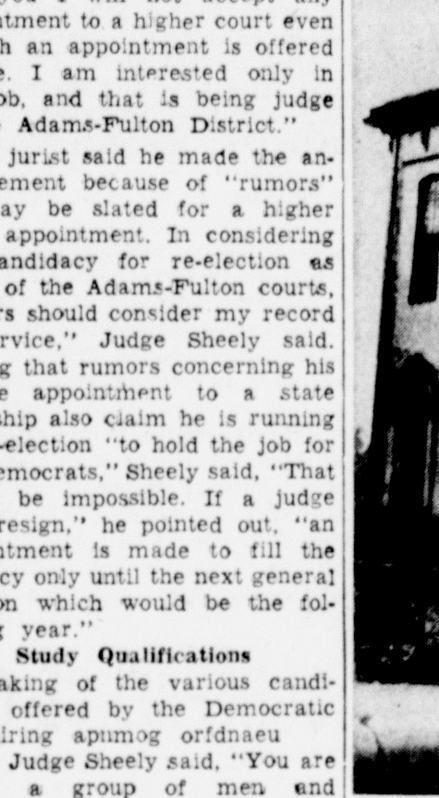 tment to a higher court even
h an appointment is offered
e. I am interested only in
ob, and that is being judge
Adams-Fulton District."
jurist said he made the an-
ement because of "rumors"
ay be slated for a higher
appointment. In considering
andidacy for re-election as
of the Adams-Fulton courts,
rs should consider my record
rvice," Judge Sheely said.
g that rumors concerning his
e appointment to a state
ship also claim he is running
-election "to hold the job for
emocrats," Sheely said, "That
be impossible. If a judge
resign," he pointed out, "an
ntment is made to fill the
cy only until the next general
on which would be the fol-
g year."
Study Qualifications
aking of the various candi-
offered by the Democratic
iring apumog orfdnaeu
Judge Sheely said, "You are
a group of men and